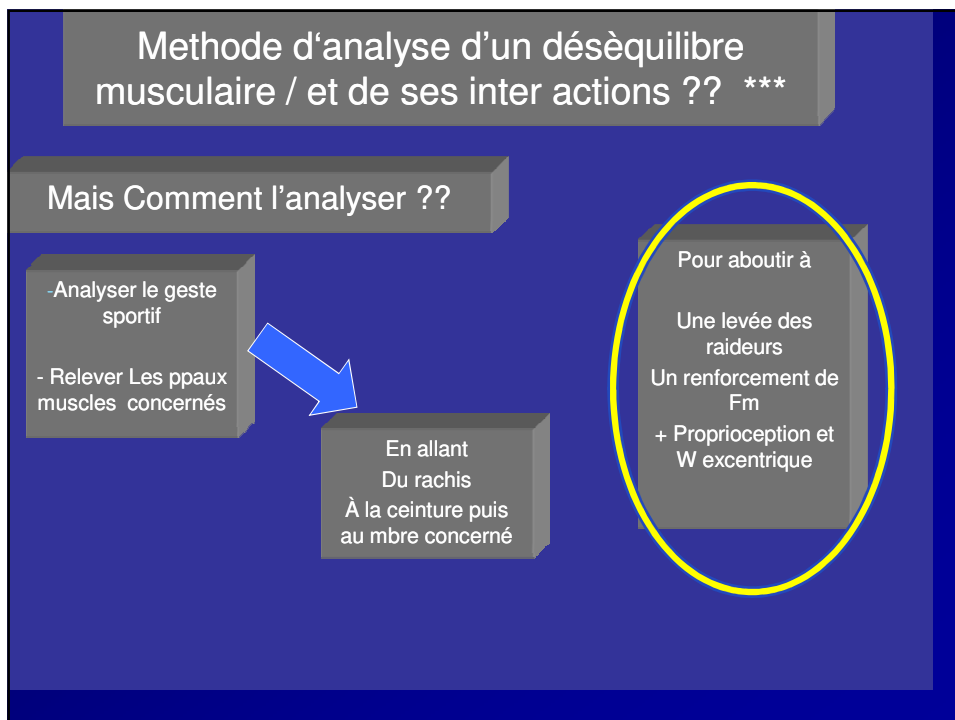 Methode d‘analyse d’un désèquilibre
musculaire / et de ses inter actions ?? ***
Mais Comment l’analyser ??
-Analyser le geste
sportif
- Relever Les ppaux
muscles concernés
En allant
Du rachis
À la ceinture puis
au mbre concerné
Pour aboutir à
Une levée des
raideurs
Un renforcement de
Fm
+ Proprioception et
W excentrique